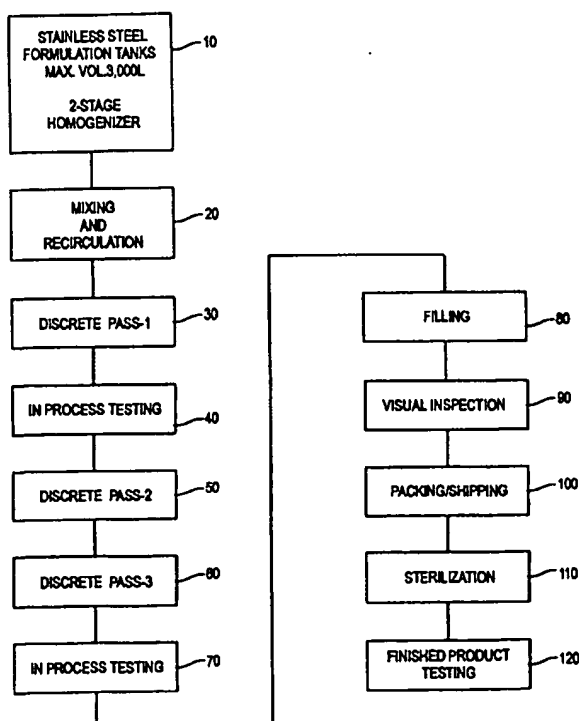 STAINLESS STEEL
FORMULATION TANKS
MAX. VOL.3,000L
2-STAGE
HOMOGENIZER
10
MIXING
AND
RECIRCULATION
20
DISCRETE PASS-1
30
IN PROCESS TESTING
40
DISCRETE PASS-2
50
DISCRETE PASS-3
60
IN PROCESS TESTING
70
FILLING
80
VISUAL INSPECTION
90
PACKING/SHIPPING
100
STERILIZATION
110
FINISHED PRODUCT
TESTING
120